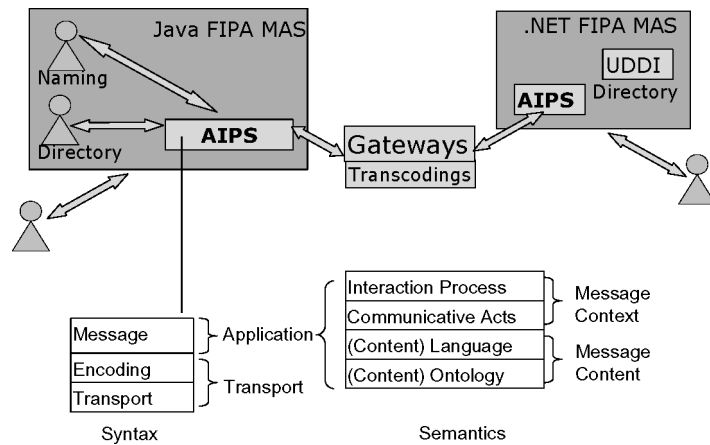 Java FIPA MAS
Naming
Directory
AIPS
Gateways
Transcodings
.NET FIPA MAS
UDDI
AIPS
Directory
Message
Encoding
Transport
Application
Transport
Syntax
Interaction Process
Communicative Acts
(Content) Language
(Content) Ontology
Message
Context
Message
Content
Semantics